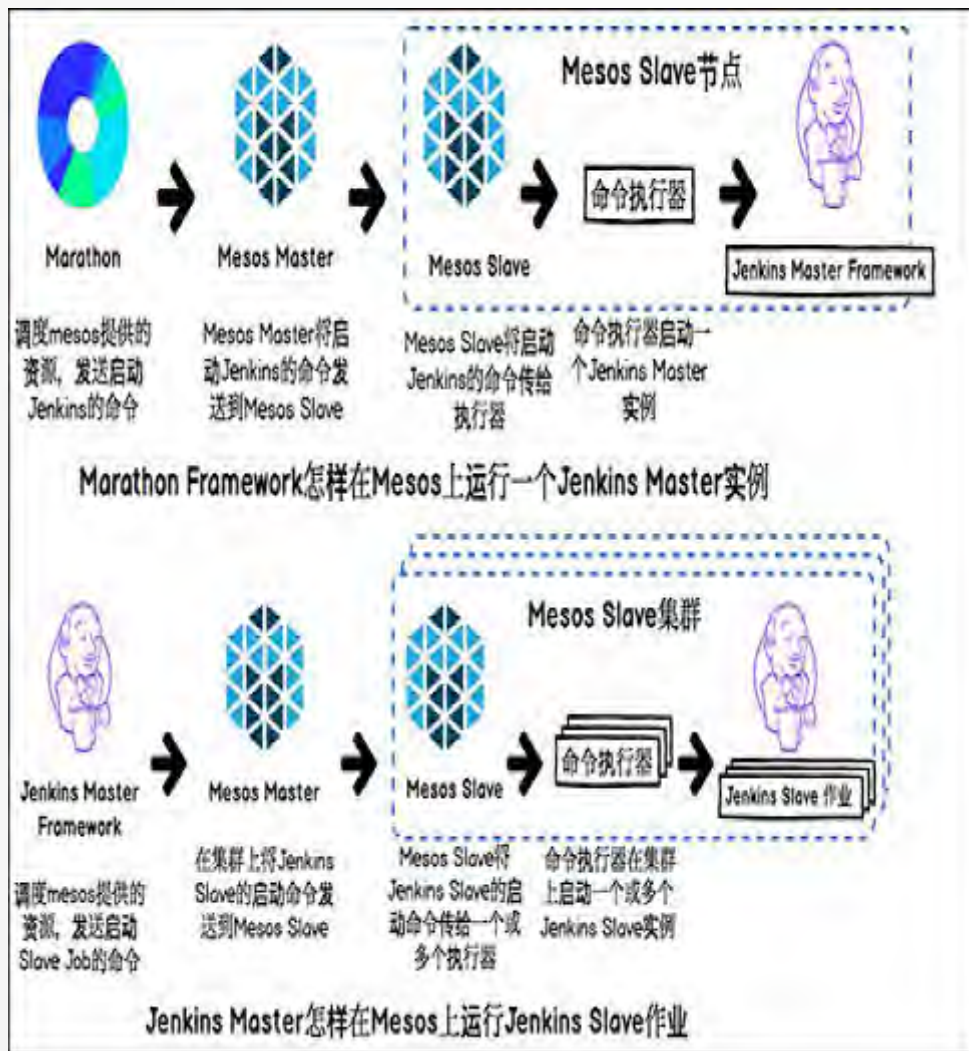 Mesos Slave节点
命令执行器
Marathon
Mesos Master
Mesos Slave
Jenkins Master Framework
调度mesos提供的
资源，发送启动
Jenkins的命令
Mesos Master将启
动Jenkins的命令发
送到Mesos Slave
Mesos Slave将启动
Jenkins的命令传给
执行器
命令执行器启动一
个Jenkins Master
实例
Marathon Framework怎样在Mesos上运行一个Jenkins Master实例
Mesos Slave集群
命令执行器
Jenkins Master
Framework
Mesos Master
Mesos Slave
Jenkins Slave 作业
调度mesos提供的
资源，发送启动
Slave Job的命令
在集群上将Jenkins
Slave的启动命令发
送到Mesos Slave
Mesos Slave将
Jenkins Slave的启
动命令传给一个或
多个执行器
命令执行器在集群
上启动一个或多个
Jenkins Slave实例
Jenkins Master怎样在Mesos上运行Jenkins Slave作业